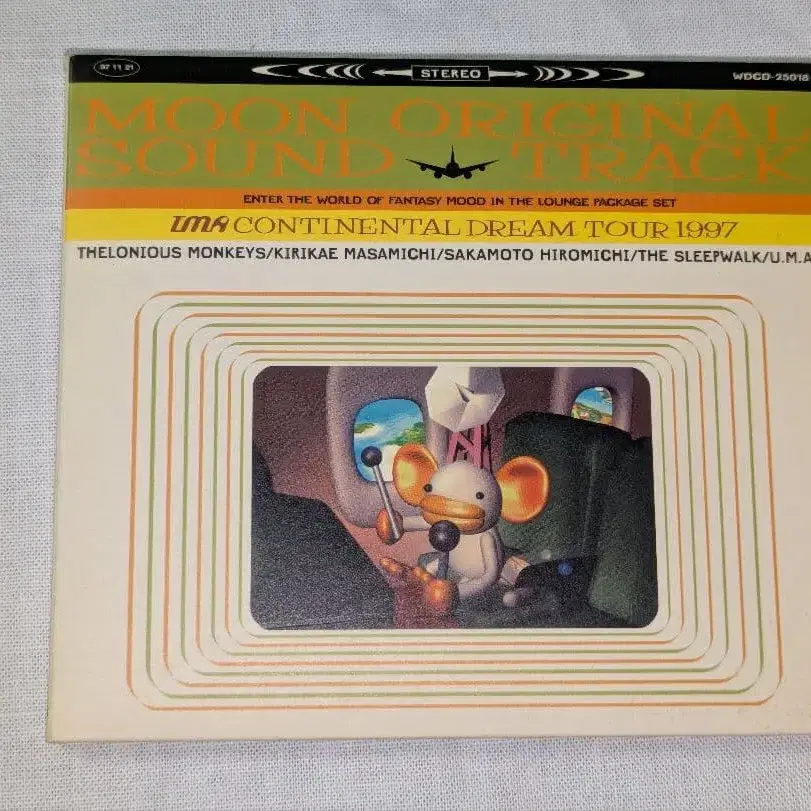 97 11 21
STEREO
WDCD-25018
MOON ORIGINAL
SOUND TRACK
ENTER THE WORLD OF FANTASY MOOD IN THE LOUNGE PACKAGE SET
IMA CONTINENTAL DREAM TOUR 1997
THELONIOUS MONKEYS/KIRIKAE MASAMICHI/SAKAMOTO HIROMICHI/THE SLEEPWALK/U.M.A